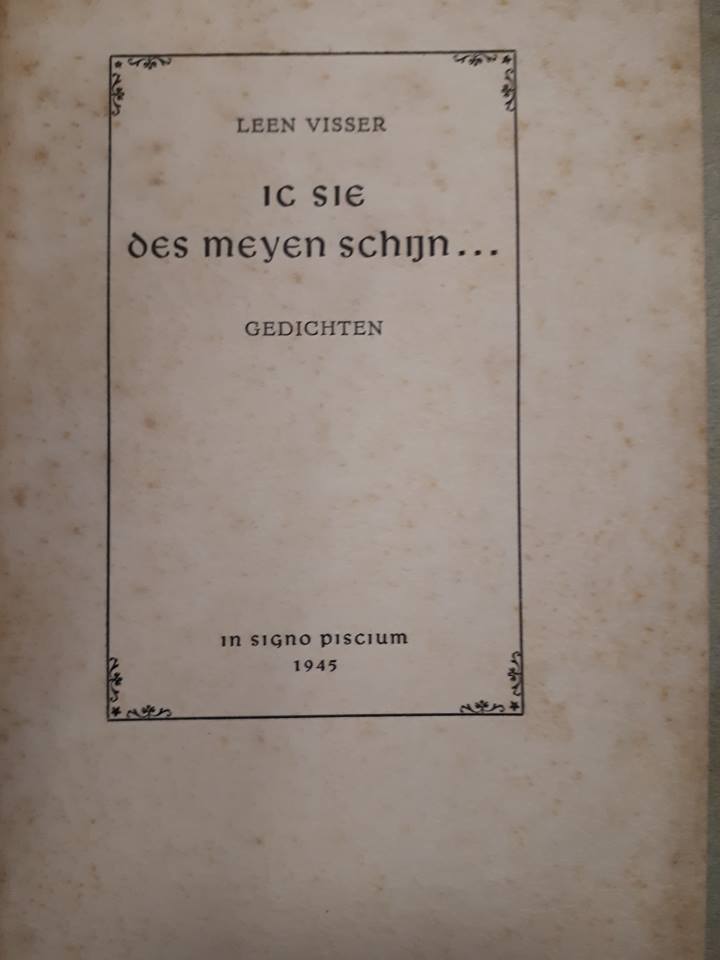 LEEN VISSER
IC SIE
des meyen schijn...
GEDICHTEN
in signo piscium
1945